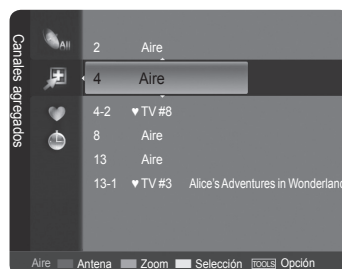 Canales agregados
All
2 Aire
4 Aire
4-2 ♥ TV #8
8 Aire
13 Aire
13-1 ♥ TV #3 Alice's Adventures in Wonderland
Aire Antena Zoom Selección TOOLS Opción